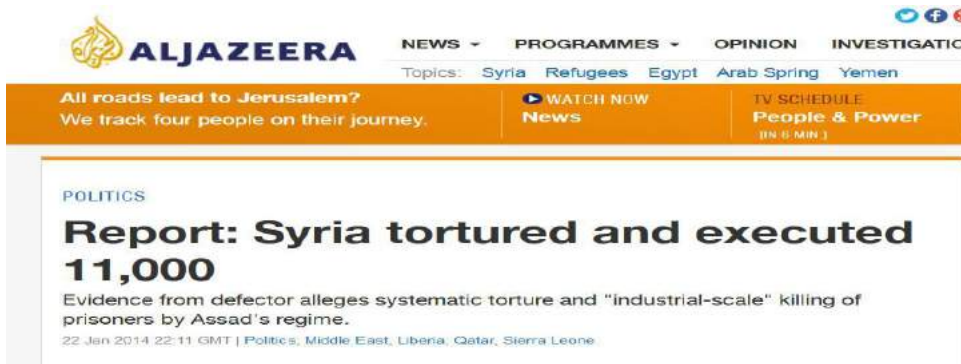 ALJAZEERA
NEWS PROGRAMMES OPINION INVESTIGATIO
Topics: Syria Refugees Egypt Arab Spring Yemen
All roads lead to Jerusalem?
We track four people on their journey.
WATCH NOW
News
TV SCHEDULE
People & Power
[IN 6 MIN.]
POLITICS
Report: Syria tortured and executed
11,000
Evidence from defector alleges systematic torture and "industrial-scale" killing of
prisoners by Assad's regime.
22 Jan 2014 22:11 GMT | Politics, Middle East, Liberia, Qatar, Sierra Leone